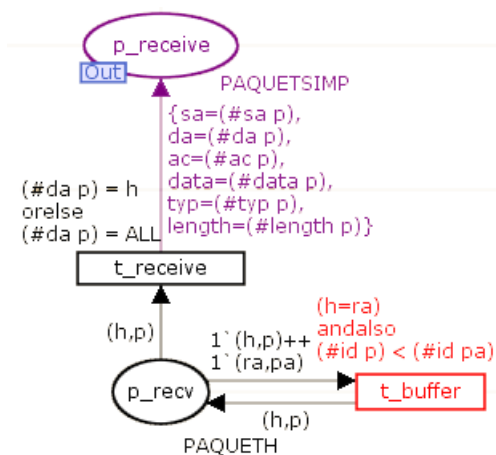 p_receive
Out
PAQUETSIMP
{sa=(#sa p),
da=(#da p),
ac=(#ac p),
data=(#data p),
typ=(#typ p),
length=(#length p)}
(#da p) = h
orelse
(#da p) = ALL
t_receive
(h,p)
1`(h,p)++
1`(ra,pa)
(h=ra)
andalso
(#id p) < (#id pa)
p_recv
t_buffer
(h,p)
PAQUETH